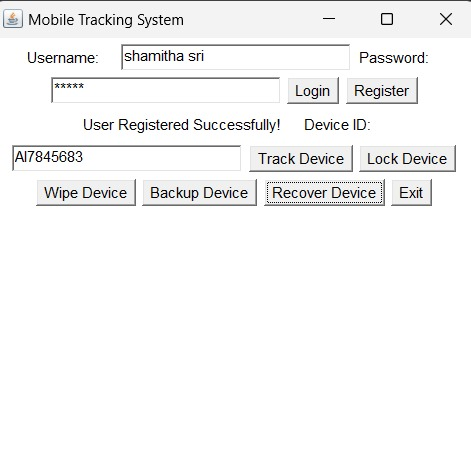 Mobile Tracking System
Username: shamitha sri Password:
***** Login Register
User Registered Successfully! Device ID:
AI7845683 Track Device Lock Device
Wipe Device Backup Device Recover Device Exit